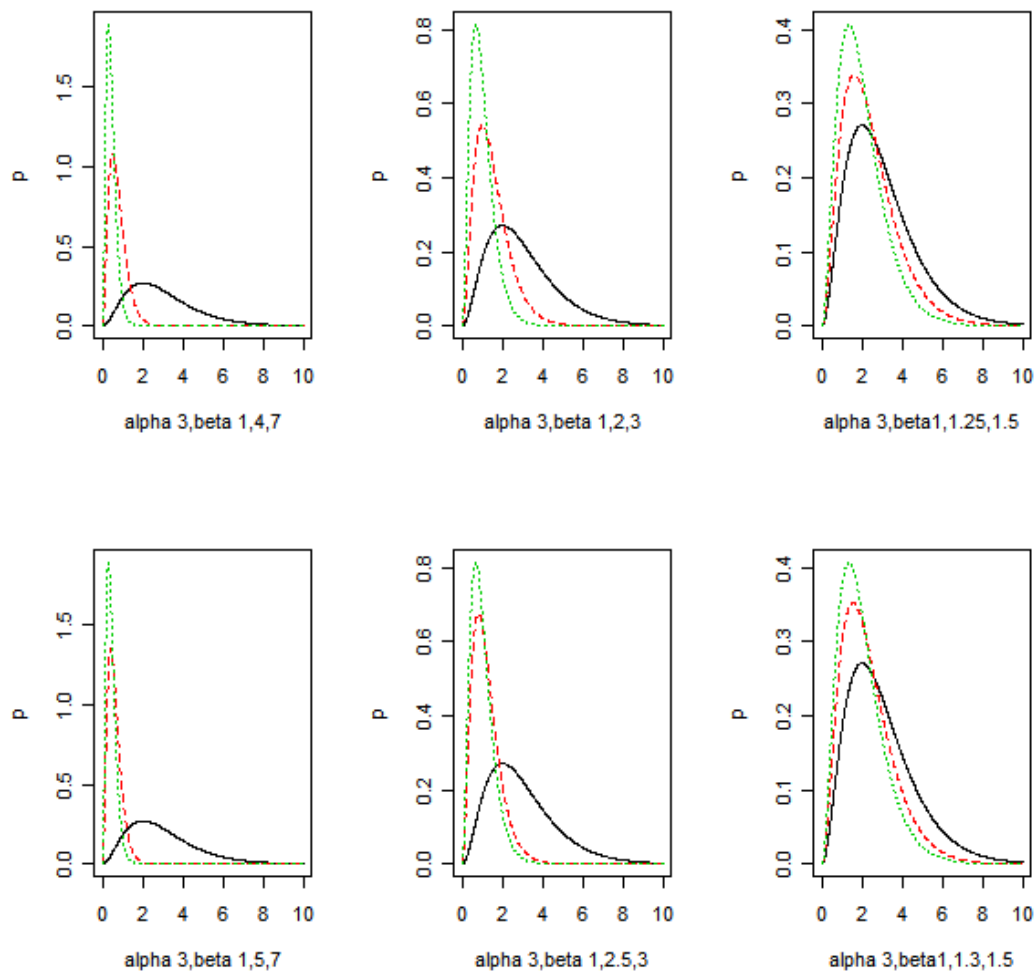 p
0.0 0.5 1.0 1.5
0 2 4 6 8 10
alpha 3,beta 1,4,7
p
0.0 0.2 0.4 0.6 0.8
0 2 4 6 8 10
alpha 3,beta 1,2,3
p
0.0 0.1 0.2 0.3 0.4
0 2 4 6 8 10
alpha 3,beta1,1.25,1.5
p
0.0 0.5 1.0 1.5
0 2 4 6 8 10
alpha 3,beta 1,5,7
p
0.0 0.2 0.4 0.6 0.8
0 2 4 6 8 10
alpha 3,beta 1,2.5,3
p
0.0 0.1 0.2 0.3 0.4
0 2 4 6 8 10
alpha 3,beta1,1.3,1.5